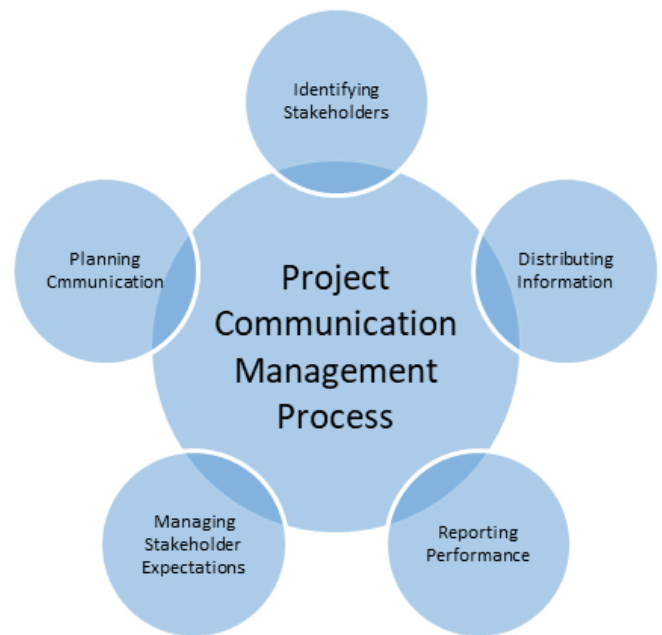 Identifying
Stakeholders
Planning
Cmmunication
Distributing
Information
Project
Communication
Management
Process
Managing
Stakeholder
Expectations
Reporting
Performance